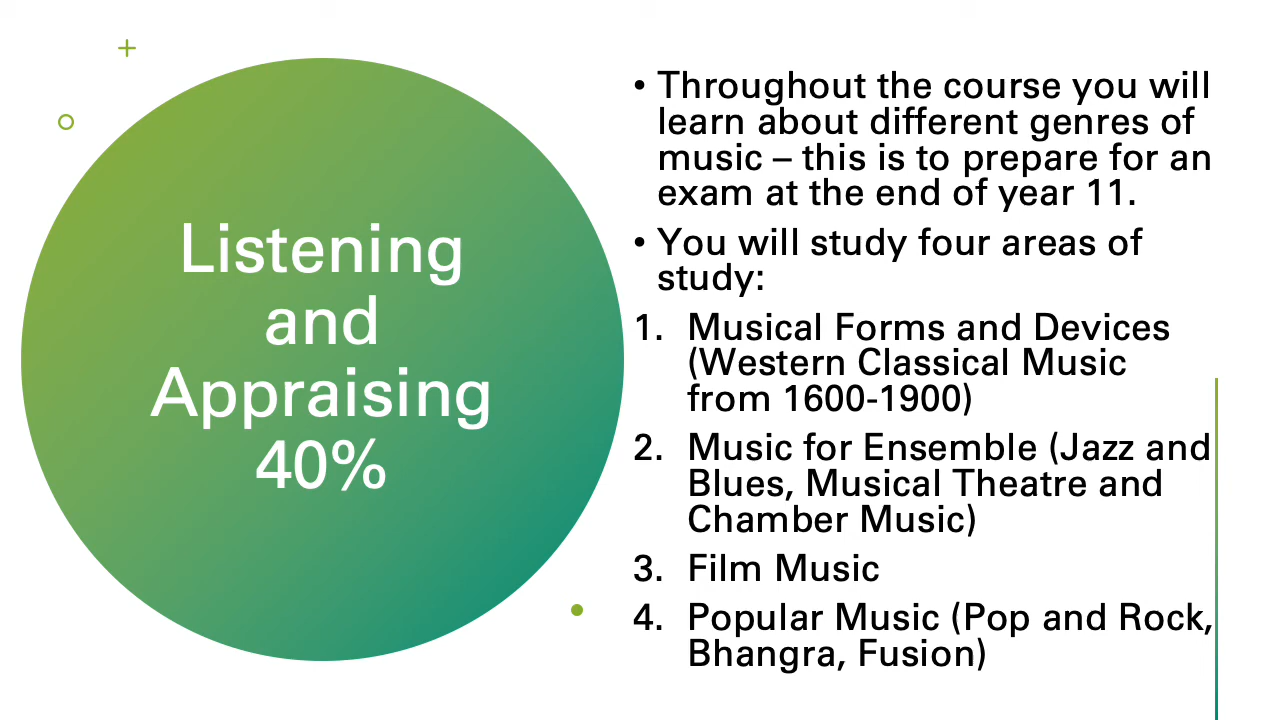 Listening
and
Appraising
40%
• Throughout the course you will
learn about different genres of
music – this is to prepare for an
exam at the end of year 11.
• You will study four areas of
study:
1. Musical Forms and Devices
(Western Classical Music
from 1600-1900)
2. Music for Ensemble (Jazz and
Blues, Musical Theatre and
Chamber Music)
3. Film Music
4. Popular Music (Pop and Rock,
Bhangra, Fusion)